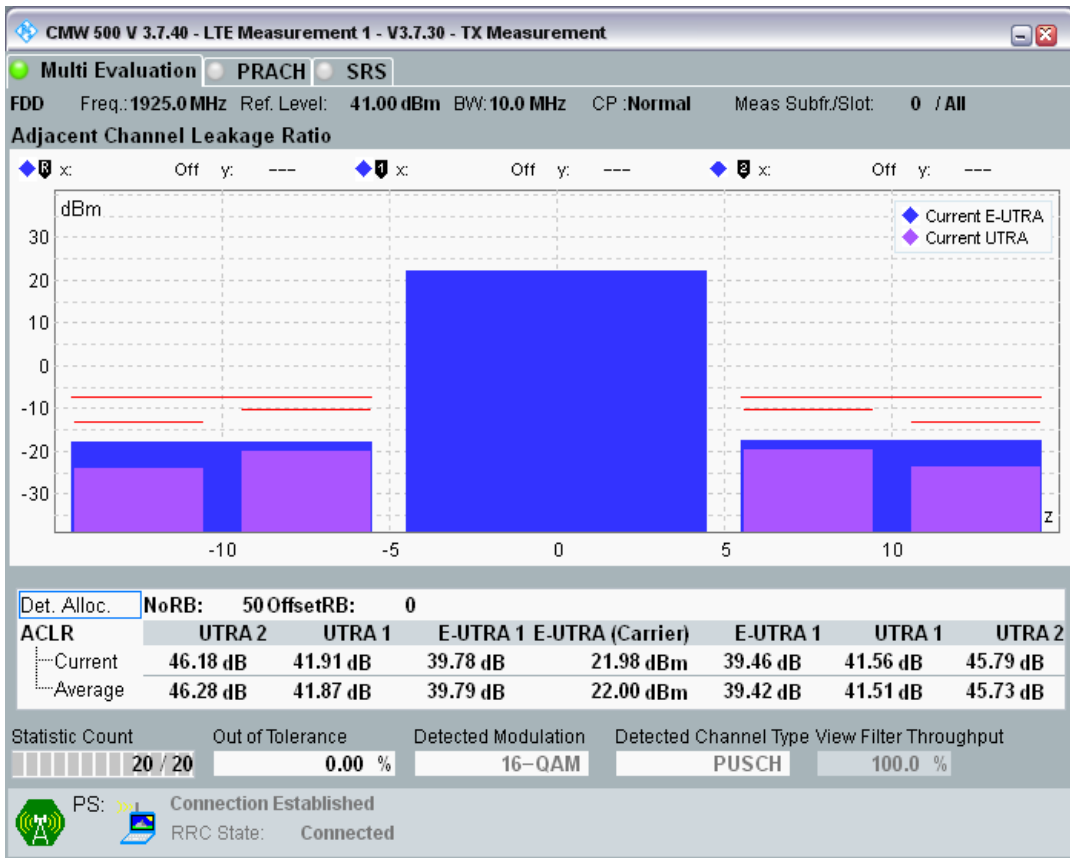 CMW 500 V 3.7.40 - LTE Measurement 1 - V3.7.30 - TX Measurement
Multi Evaluation PRACH SRS
FDD Freq.: 1925.0 MHz Ref. Level: 41.00 dBm BW: 10.0 MHz CP : Normal Meas Subfr./Slot: 0 / All
Adjacent Channel Leakage Ratio
R x: Off y: --- 1 x: Off y: --- 2 x: Off y: ---
dBm
Current E-UTRA
Current UTRA
30
20
10
0
-10
-20
-30
z
-10 -5 0 5 10
Det. Alloc. NoRB: 50 OffsetRB: 0
ACLR UTRA 2 UTRA 1 E-UTRA 1 E-UTRA (Carrier) E-UTRA 1 UTRA 1 UTRA 2
Current 46.18 dB 41.91 dB 39.78 dB 21.98 dBm 39.46 dB 41.56 dB 45.79 dB
Average 46.28 dB 41.87 dB 39.79 dB 22.00 dBm 39.42 dB 41.51 dB 45.73 dB
Statistic Count Out of Tolerance Detected Modulation Detected Channel Type View Filter Throughput
20 / 20 0.00 % 16-QAM PUSCH 100.0 %
PS: Connection Established
RRC State: Connected